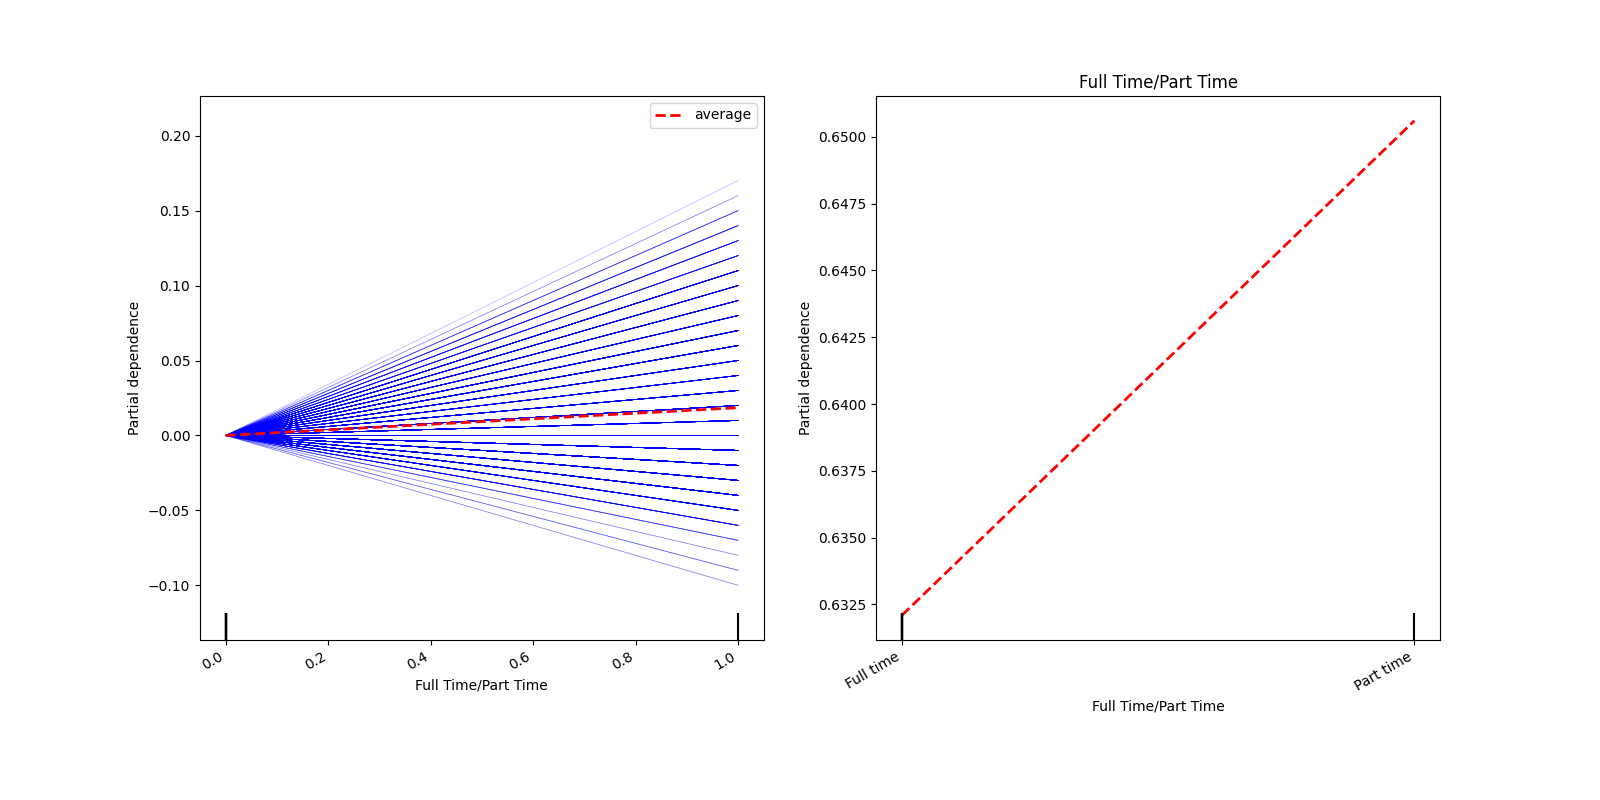 average
0.20
0.15
0.10
0.05
0.00
−0.05
−0.10
Partial dependence
0.0
0.2
0.4
0.6
0.8
1.0
Full Time/Part Time
Full Time/Part Time
0.6500
0.6475
0.6450
0.6425
0.6400
0.6375
0.6350
0.6325
Partial dependence
Full time
Part time
Full Time/Part Time